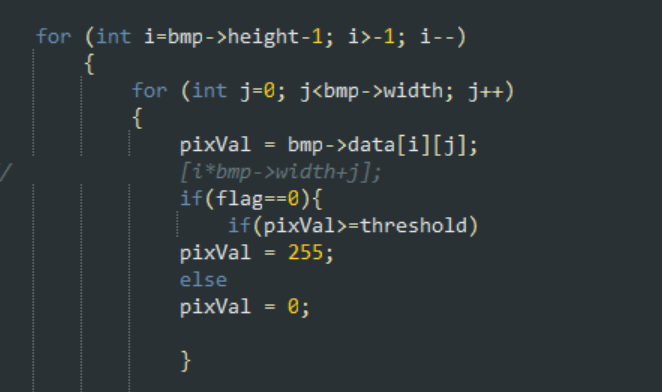 for (int i=bmp->height-1; i>-1; i--)
{
for (int j=0; j<bmp->width; j++)
{
pixVal = bmp->data[i][j];
// [i*bmp->width+j];
if(flag==0){
if(pixVal>=threshold)
pixVal = 255;
else
pixVal = 0;
}